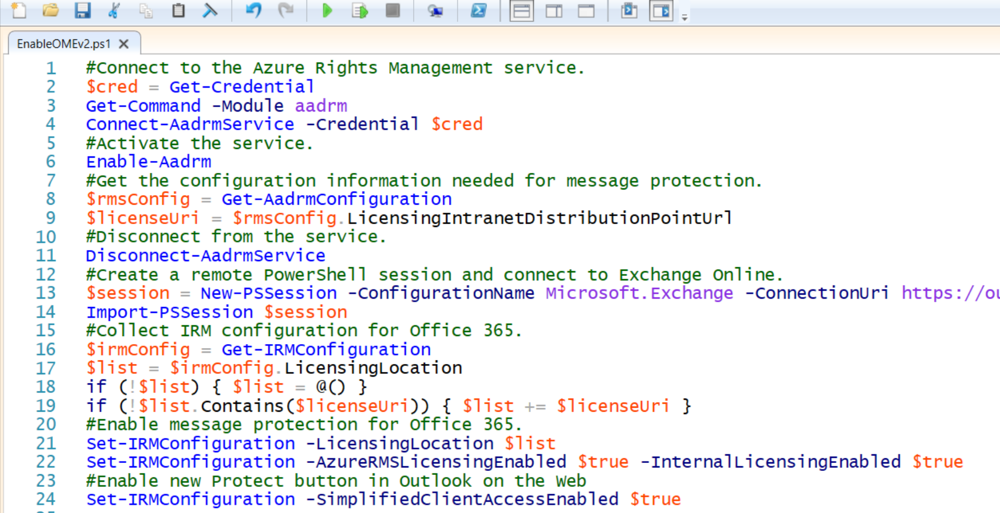 EnableOMEv2.ps1
1 #Connect to the Azure Rights Management service.
2 $cred = Get-Credential
3 Get-Command -Module aadrm
4 Connect-AadrmService -Credential $cred
5 #Activate the service.
6 Enable-Aadrm
7 #Get the configuration information needed for message protection.
8 $rmsConfig = Get-AadrmConfiguration
9 $licenseUri = $rmsConfig.LicensingIntranetDistributionPointUrl
10 #Disconnect from the service.
11 Disconnect-AadrmService
12 #Create a remote PowerShell session and connect to Exchange Online.
13 $session = New-PSSession -ConfigurationName Microsoft.Exchange -ConnectionUri https://ou
14 Import-PSSession $session
15 #Collect IRM configuration for Office 365.
16 $irmConfig = Get-IRMConfiguration
17 $list = $irmConfig.LicensingLocation
18 if (!$list) { $list = @() }
19 if (!$list.Contains($licenseUri)) { $list += $licenseUri }
20 #Enable message protection for Office 365.
21 Set-IRMConfiguration -LicensingLocation $list
22 Set-IRMConfiguration -AzureRMSLicensingEnabled $true -InternalLicensingEnabled $true
23 #Enable new Protect button in Outlook on the Web
24 Set-IRMConfiguration -SimplifiedClientAccessEnabled $true